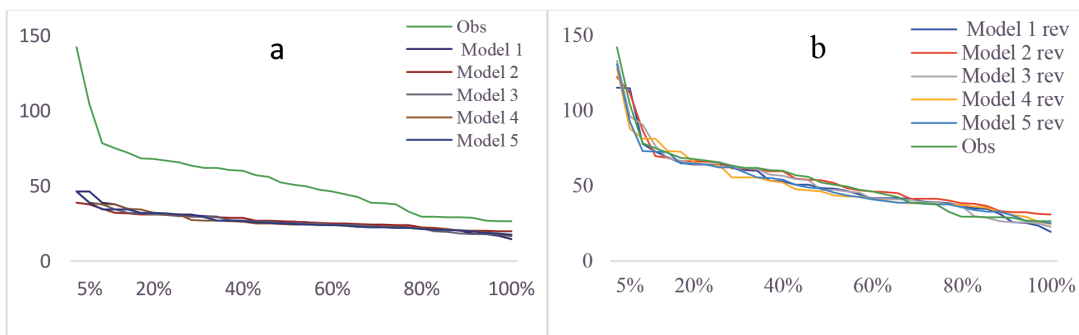 a
150
100
50
0
5% 20% 40% 60% 80% 100%
Obs
Model 1
Model 2
Model 3
Model 4
Model 5
b
150
100
50
0
5% 20% 40% 60% 80% 100%
Model 1 rev
Model 2 rev
Model 3 rev
Model 4 rev
Model 5 rev
Obs